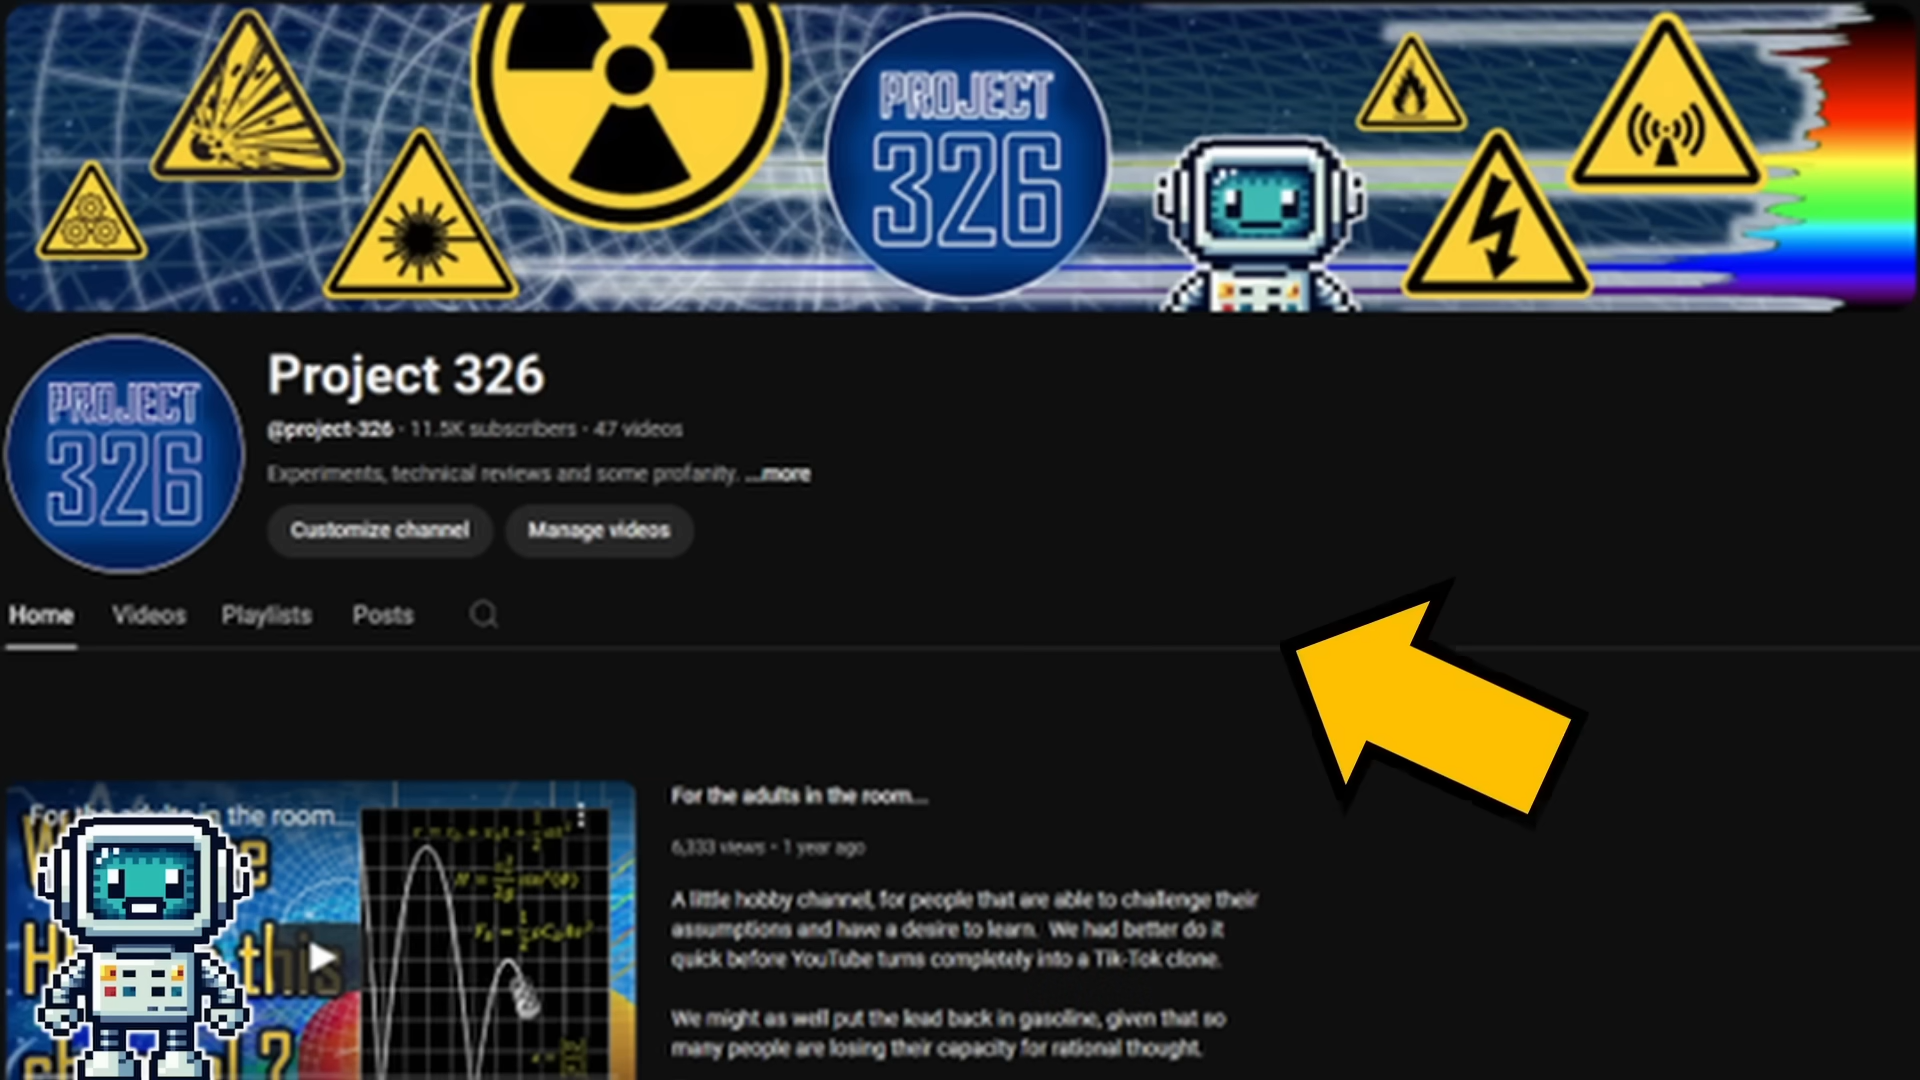 PROJECT
326
PROJECT
326
Project 326
@project-326 · 11.5K subscribers · 47 videos
Experiments, technical reviews and some profanity. ...more
Customize channel
Manage videos
Home
Videos
Playlists
Posts
For the adults in the room...
this
For the adults in the room...
6,333 views · 1 year ago
A little hobby channel, for people that are able to challenge their
assumptions and have a desire to learn. We had better do it
quick before YouTube turns completely into a Tik-Tok clone.
We might as well put the lead back in gasoline, given that so
many people are losing their capacity for rational thought.